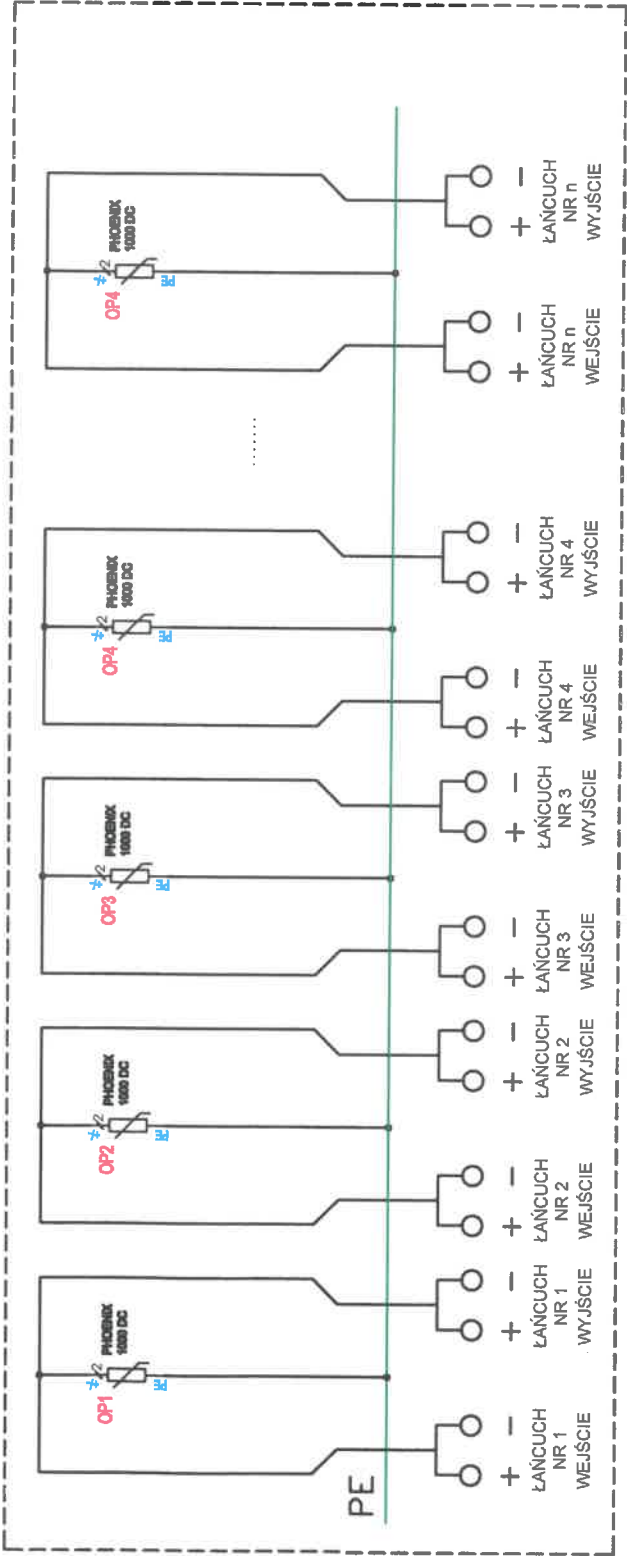 PE
OP1
PHOENIX
1000 DC
OP2
PHOENIX
1000 DC
OP3
PHOENIX
1000 DC
OP4
PHOENIX
1000 DC
.......
OP4
PHOENIX
1000 DC
+ −
ŁAŃCUCH
NR 1
WEJŚCIE
+ −
ŁAŃCUCH
NR 1
WYJŚCIE
+ −
ŁAŃCUCH
NR 2
WEJŚCIE
+ −
ŁAŃCUCH
NR 2
WYJŚCIE
+ −
ŁAŃCUCH
NR 3
WEJŚCIE
+ −
ŁAŃCUCH
NR 3
WYJŚCIE
+ −
ŁAŃCUCH
NR 4
WEJŚCIE
+ −
ŁAŃCUCH
NR 4
WYJŚCIE
+ −
ŁAŃCUCH
NR n
WEJŚCIE
+ −
ŁAŃCUCH
NR n
WYJŚCIE